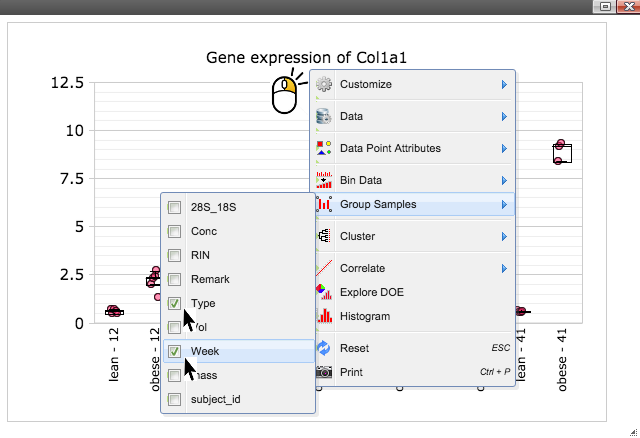 Gene expression of Col1a1
12.5
10
7.5
5
2.5
0
lean - 12
obese - 12
41
obese - 41
Customize
Data
Data Point Attributes
Bin Data
Group Samples
Cluster
Correlate
Explore DOE
Histogram
Reset ESC
Print Ctrl + P
28S_18S
Conc
RIN
Remark
Type
Vol
Week
mass
subject_id